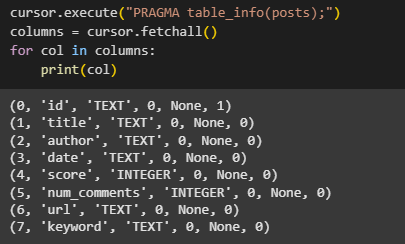 cursor.execute("PRAGMA table_info(posts);")
columns = cursor.fetchall()
for col in columns:
    print(col)
(0, 'id', 'TEXT', 0, None, 1)
(1, 'title', 'TEXT', 0, None, 0)
(2, 'author', 'TEXT', 0, None, 0)
(3, 'date', 'TEXT', 0, None, 0)
(4, 'score', 'INTEGER', 0, None, 0)
(5, 'num_comments', 'INTEGER', 0, None, 0)
(6, 'url', 'TEXT', 0, None, 0)
(7, 'keyword', 'TEXT', 0, None, 0)